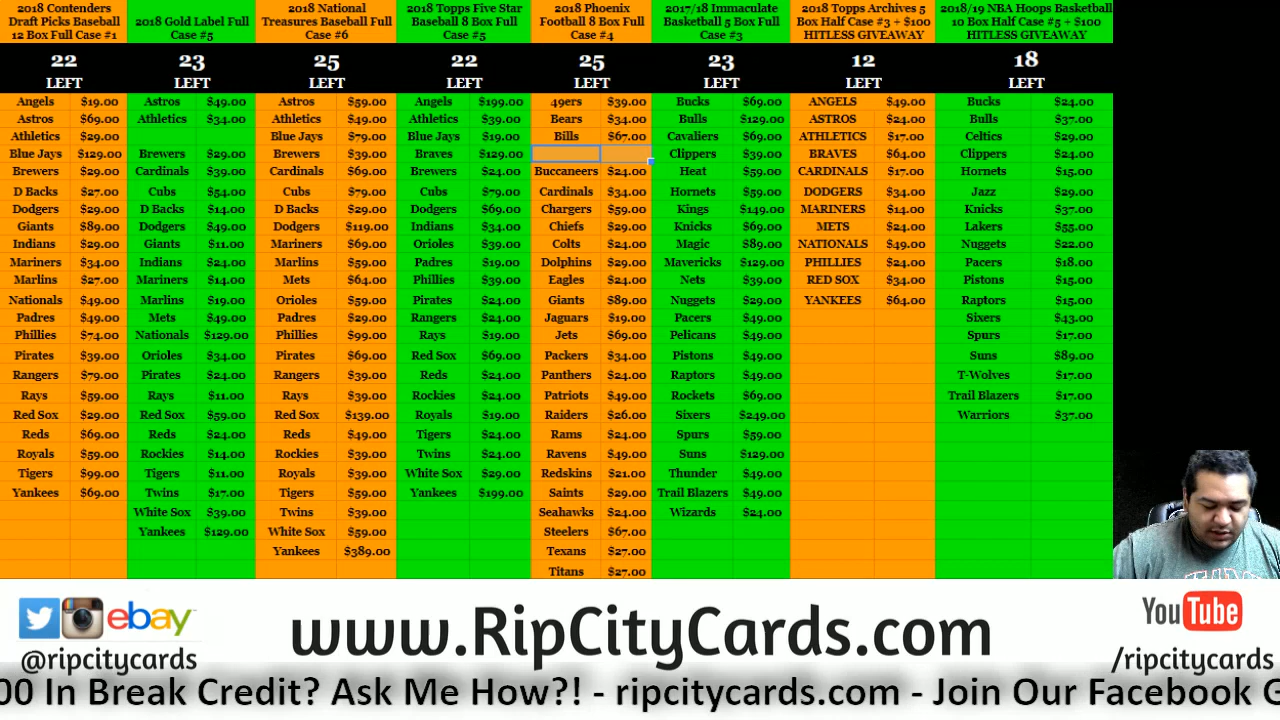 2018 Contenders Draft Picks Baseball 12 Box Full Case #1
22
LEFT
Angels $19.00
Astros $69.00
Athletics $29.00
Blue Jays $129.00
Brewers $29.00
D Backs $27.00
Dodgers $29.00
Giants $89.00
Indians $29.00
Mariners $34.00
Marlins $27.00
Nationals $49.00
Padres $49.00
Phillies $74.00
Pirates $39.00
Rangers $79.00
Rays $59.00
Red Sox $29.00
Reds $69.00
Royals $59.00
Tigers $99.00
Yankees $69.00
2018 Gold Label Full Case #5
23
LEFT
Astros $49.00
Athletics $34.00
Brewers $29.00
Cardinals $39.00
Cubs $54.00
D Backs $14.00
Dodgers $49.00
Giants $11.00
Indians $24.00
Mariners $14.00
Marlins $19.00
Mets $49.00
Nationals $129.00
Orioles $34.00
Pirates $24.00
Rays $11.00
Red Sox $59.00
Reds $24.00
Rockies $14.00
Tigers $11.00
Twins $17.00
White Sox $39.00
Yankees $129.00
2018 National Treasures Baseball Full Case #6
25
LEFT
Astros $59.00
Athletics $49.00
Blue Jays $79.00
Brewers $39.00
Cardinals $69.00
Cubs $79.00
D Backs $29.00
Dodgers $119.00
Mariners $69.00
Marlins $59.00
Mets $64.00
Orioles $59.00
Padres $29.00
Phillies $99.00
Pirates $69.00
Rangers $39.00
Rays $39.00
Red Sox $139.00
Reds $49.00
Rockies $39.00
Royals $39.00
Tigers $59.00
Twins $39.00
White Sox $59.00
Yankees $389.00
2018 Topps Five Star Baseball 8 Box Full Case #5
22
LEFT
Angels $199.00
Athletics $39.00
Blue Jays $19.00
Braves $129.00
Brewers $24.00
Cubs $79.00
Dodgers $69.00
Indians $34.00
Orioles $39.00
Padres $19.00
Phillies $39.00
Pirates $24.00
Rangers $24.00
Rays $19.00
Red Sox $69.00
Reds $24.00
Rockies $24.00
Royals $19.00
Tigers $24.00
Twins $24.00
White Sox $29.00
Yankees $199.00
2018 Phoenix Football 8 Box Full Case #4
25
LEFT
49ers $39.00
Bears $34.00
Bills $67.00
Buccaneers $24.00
Cardinals $34.00
Chargers $59.00
Chiefs $29.00
Colts $24.00
Dolphins $29.00
Eagles $24.00
Giants $89.00
Jaguars $19.00
Jets $69.00
Packers $34.00
Panthers $24.00
Patriots $49.00
Raiders $26.00
Rams $24.00
Ravens $49.00
Redskins $21.00
Saints $29.00
Seahawks $24.00
Steelers $67.00
Texans $27.00
Titans $27.00
2017/18 Immaculate Basketball 5 Box Full Case #3
23
LEFT
Bucks $69.00
Bulls $129.00
Cavaliers $69.00
Clippers $39.00
Heat $59.00
Hornets $59.00
Kings $149.00
Knicks $69.00
Magic $89.00
Mavericks $129.00
Nets $39.00
Nuggets $29.00
Pacers $49.00
Pelicans $49.00
Pistons $49.00
Raptors $49.00
Rockets $69.00
Sixers $249.00
Spurs $59.00
Suns $129.00
Thunder $49.00
Trail Blazers $49.00
Wizards $24.00
2018 Topps Archives 5 Box Half Case #3 + $100 HITLESS GIVEAWAY
12
LEFT
ANGELS $49.00
ASTROS $24.00
ATHLETICS $17.00
BRAVES $64.00
CARDINALS $17.00
DODGERS $34.00
MARINERS $14.00
METS $24.00
NATIONALS $49.00
PHILLIES $24.00
RED SOX $34.00
YANKEES $64.00
2018/19 NBA Hoops Basketball 10 Box Half Case #5 + $100 HITLESS GIVEAWAY
18
LEFT
Bucks $24.00
Bulls $37.00
Celtics $29.00
Clippers $24.00
Hornets $15.00
Jazz $29.00
Knicks $37.00
Lakers $55.00
Nuggets $22.00
Pacers $18.00
Pistons $15.00
Raptors $15.00
Sixers $43.00
Spurs $17.00
Suns $89.00
T-Wolves $17.00
Trail Blazers $17.00
Warriors $37.00
ebay
@ripcitycards
www.RipCityCards.com
YouTube
/ripcitycards
00 In Break Credit? Ask Me How?! - ripcitycards.com - Join Our Facebook G